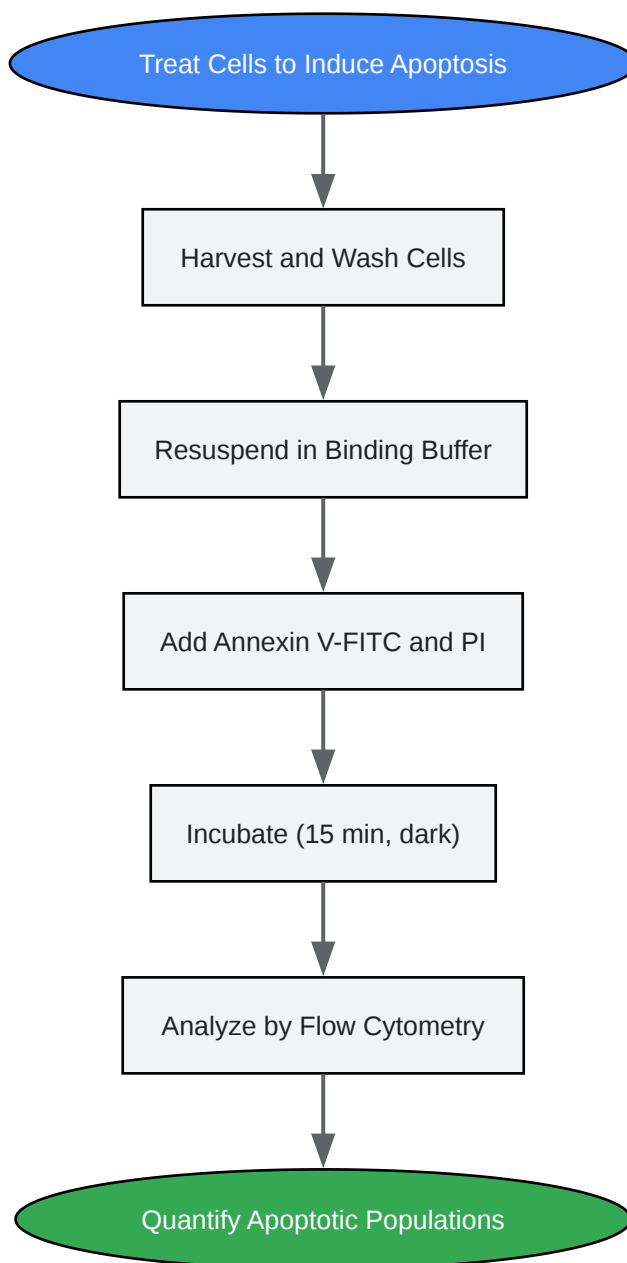 Treat Cells to Induce Apoptosis
Harvest and Wash Cells
Resuspend in Binding Buffer
Add Annexin V-FITC and PI
Incubate (15 min, dark)
Analyze by Flow Cytometry
Quantify Apoptotic Populations